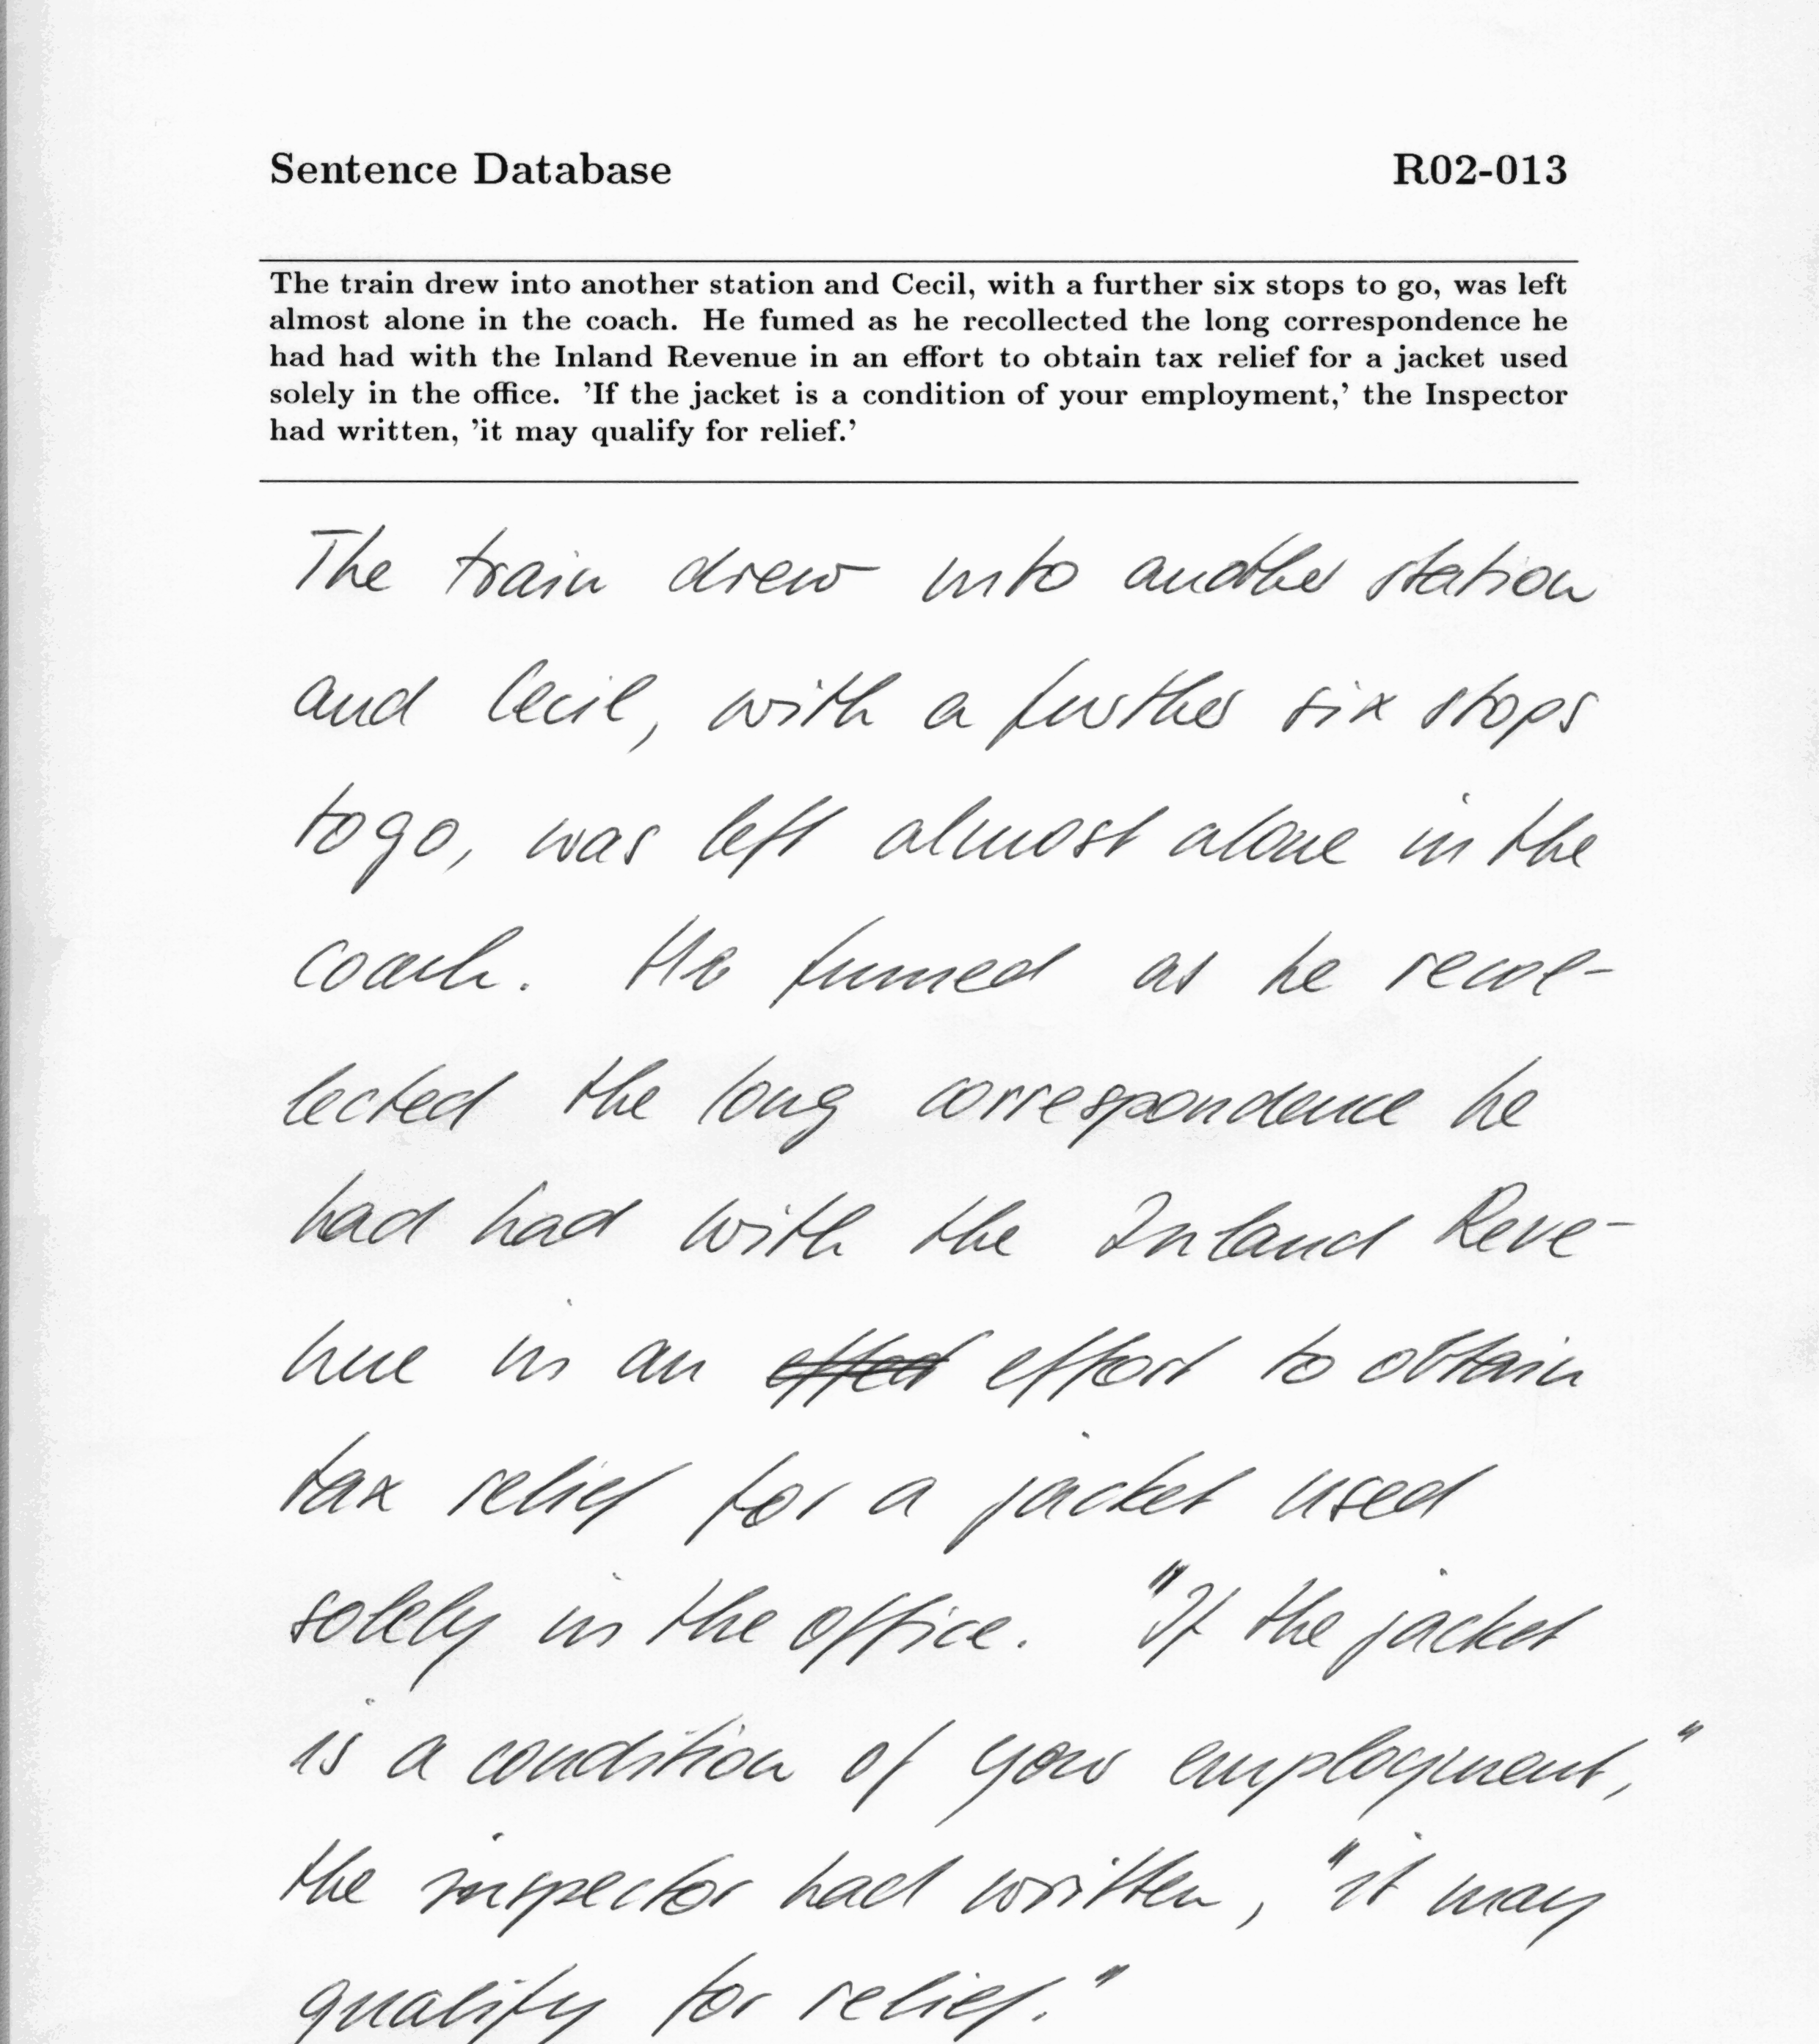 Sentence Database R02-013
The train drew into another station and Cecil, with a further six stops to go, was left
almost alone in the coach. He fumed as he recollected the long correspondence he
had had with the Inland Revenue in an effort to obtain tax relief for a jacket used
solely in the office. 'If the jacket is a condition of your employment,' the Inspector
had written, 'it may qualify for relief.'
The train drew into another station
and Cecil, with a further six stops
to go, was left almost alone in the
coach. He fumed as he recol-
lected the long correspondence he
had had with the Inland Reve-
nue in an effort to obtain
tax relief for a jacket used
solely in the office. "If the jacket
is a condition of your employment,"
the inspector had written, "it may
qualify for relief."